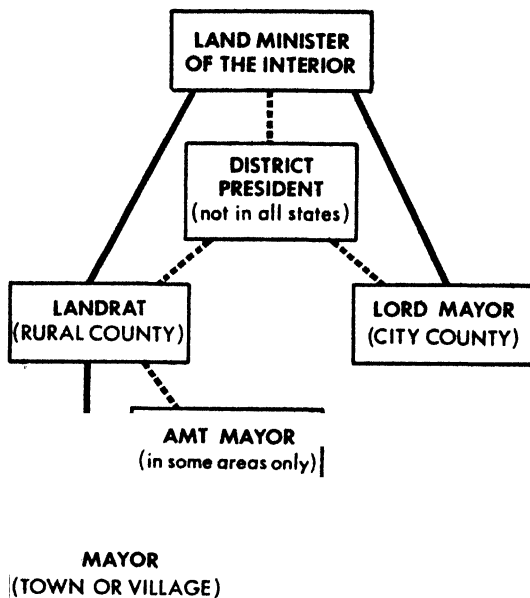 LAND MINISTER
OF THE INTERIOR
DISTRICT
PRESIDENT
(not in all states)
LANDRAT
(RURAL COUNTY)
LORD MAYOR
(CITY COUNTY)
AMT MAYOR
(in some areas only)
MAYOR
(TOWN OR VILLAGE)